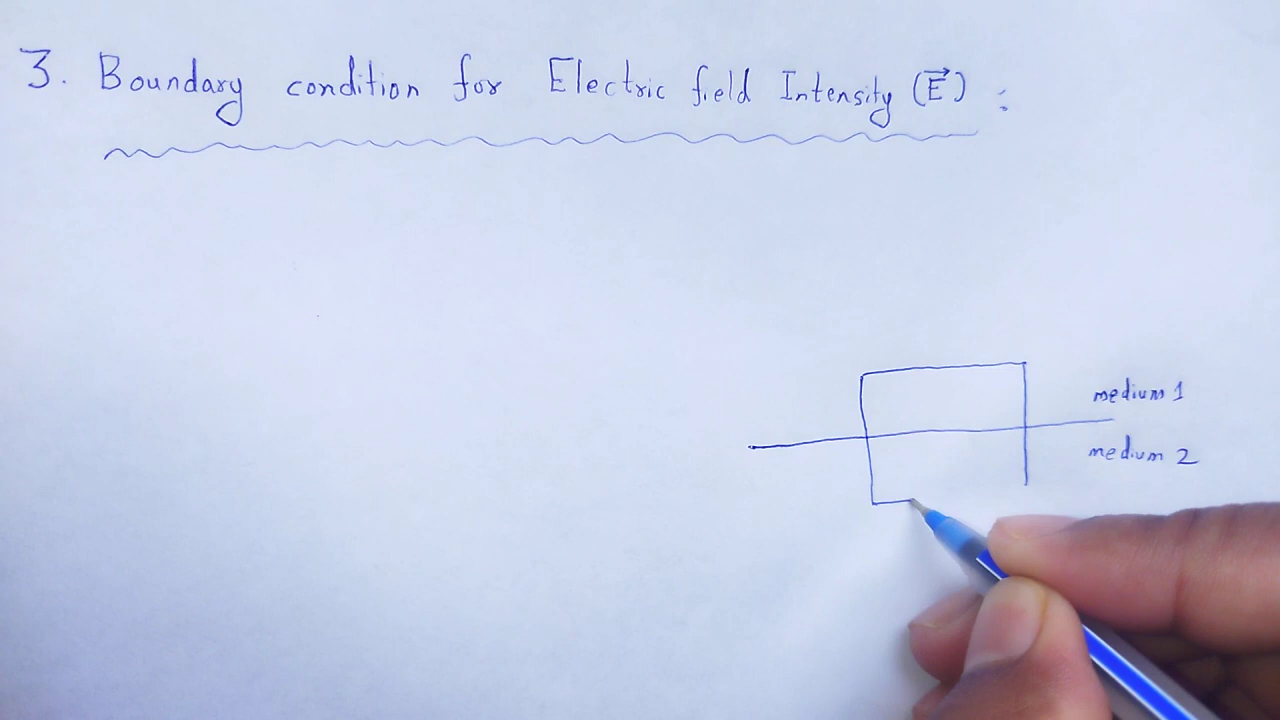 3. Boundary condition for Electric field Intensity (E⃗) :
medium 1
medium 2